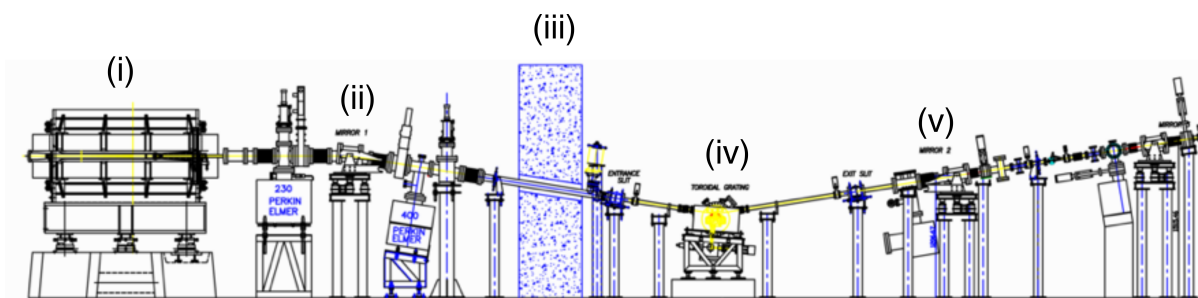 (i)
(ii)
(iii)
(iv)
(v)
MIRROR 1
230
PERKIN
ELMER
400
PERKIN
ELMER
ENTRANCE
SLIT
TOROIDAL GRATING
EXIT SLIT
MIRROR 2
MIRROR